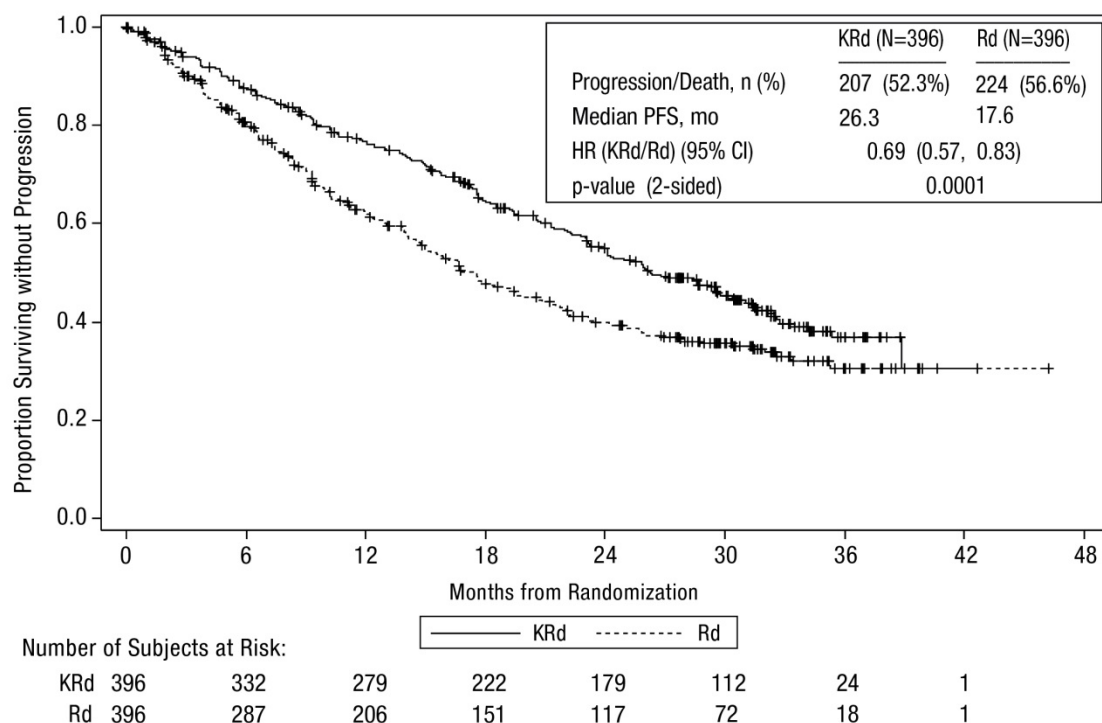 KRd (N=396) Rd (N=396)
Progression/Death, n (%) 207 (52.3%) 224 (56.6%)
Median PFS, mo 26.3 17.6
HR (KRd/Rd) (95% CI) 0.69 (0.57, 0.83)
p-value (2-sided) 0.0001
Proportion Surviving without Progression
1.0
0.8
0.6
0.4
0.2
0.0
0 6 12 18 24 30 36 42 48
Months from Randomization
KRd Rd
Number of Subjects at Risk:
KRd 396 332 279 222 179 112 24 1
Rd 396 287 206 151 117 72 18 1